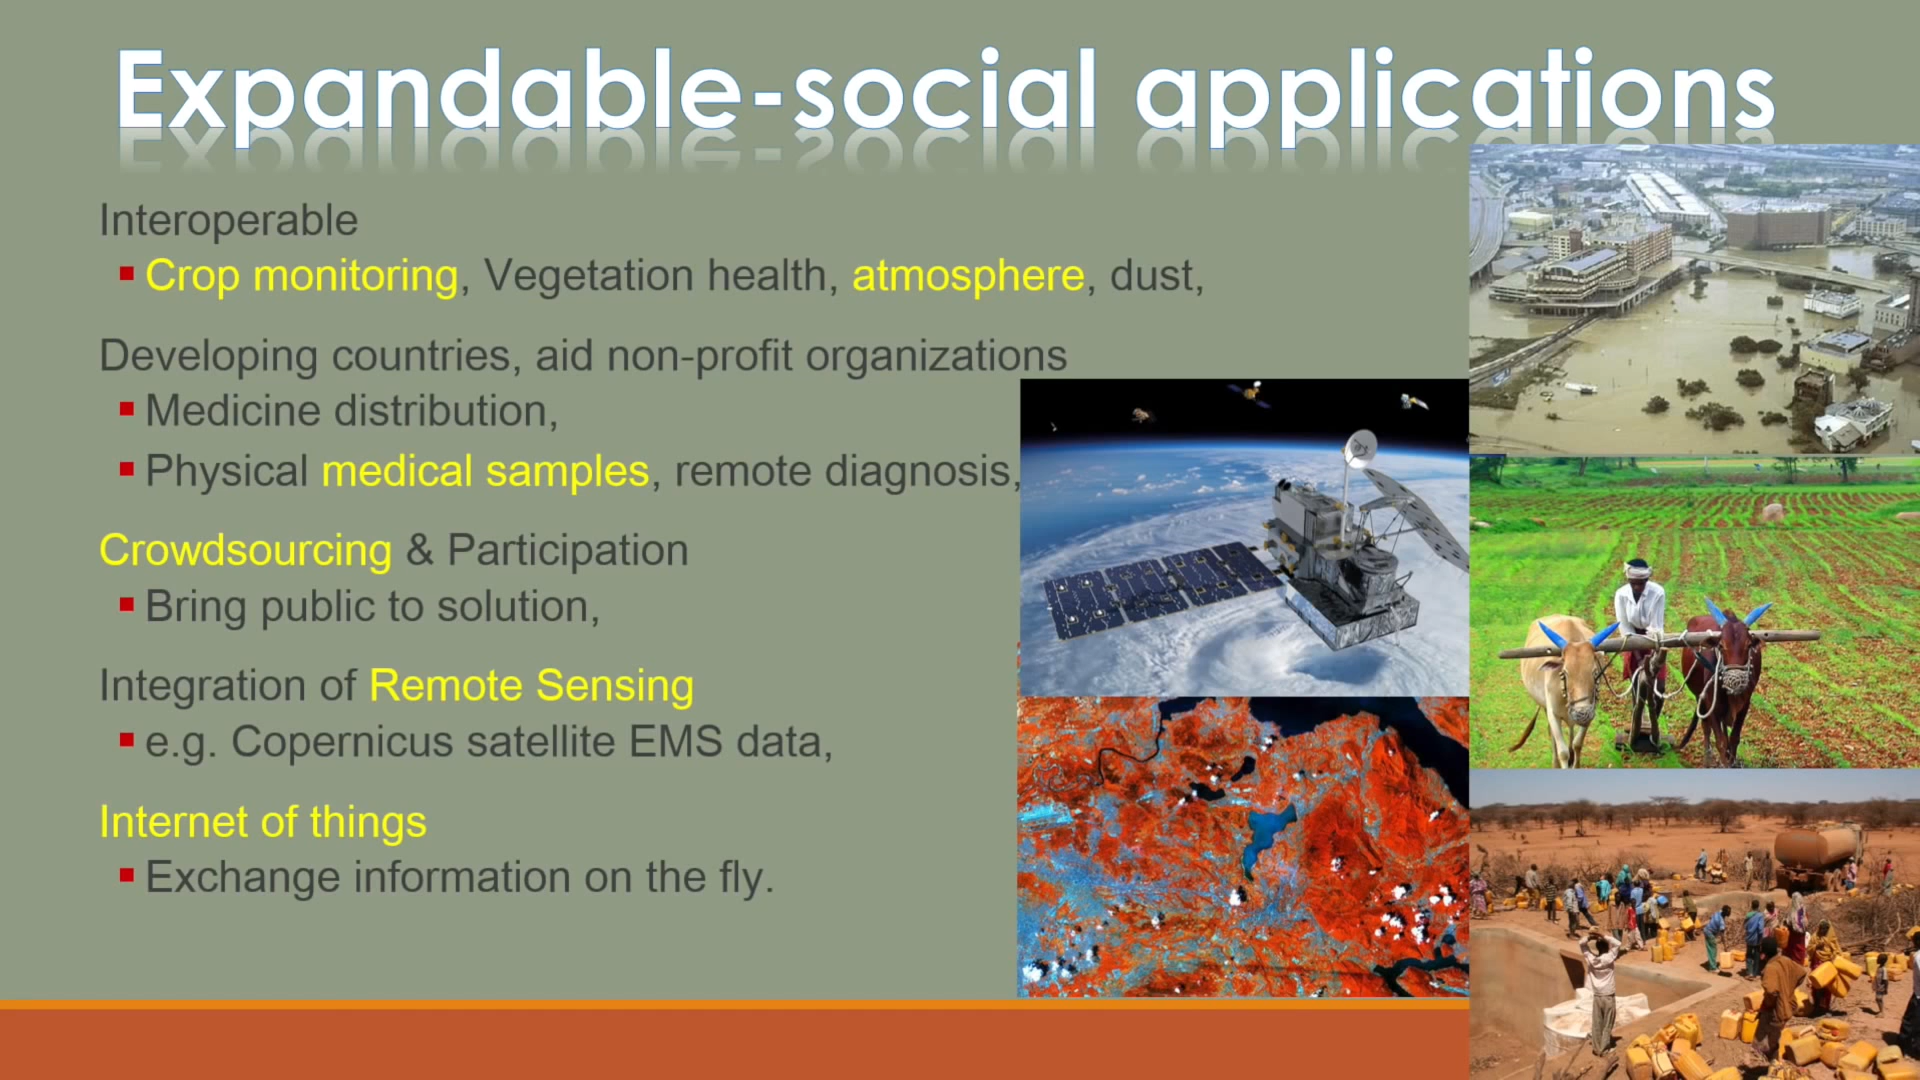 Expandable-social applications
Interoperable
Crop monitoring, Vegetation health, atmosphere, dust,
Developing countries, aid non-profit organizations
Medicine distribution,
Physical medical samples, remote diagnosis,
Crowdsourcing & Participation
Bring public to solution,
Integration of Remote Sensing
e.g. Copernicus satellite EMS data,
Internet of things
Exchange information on the fly.